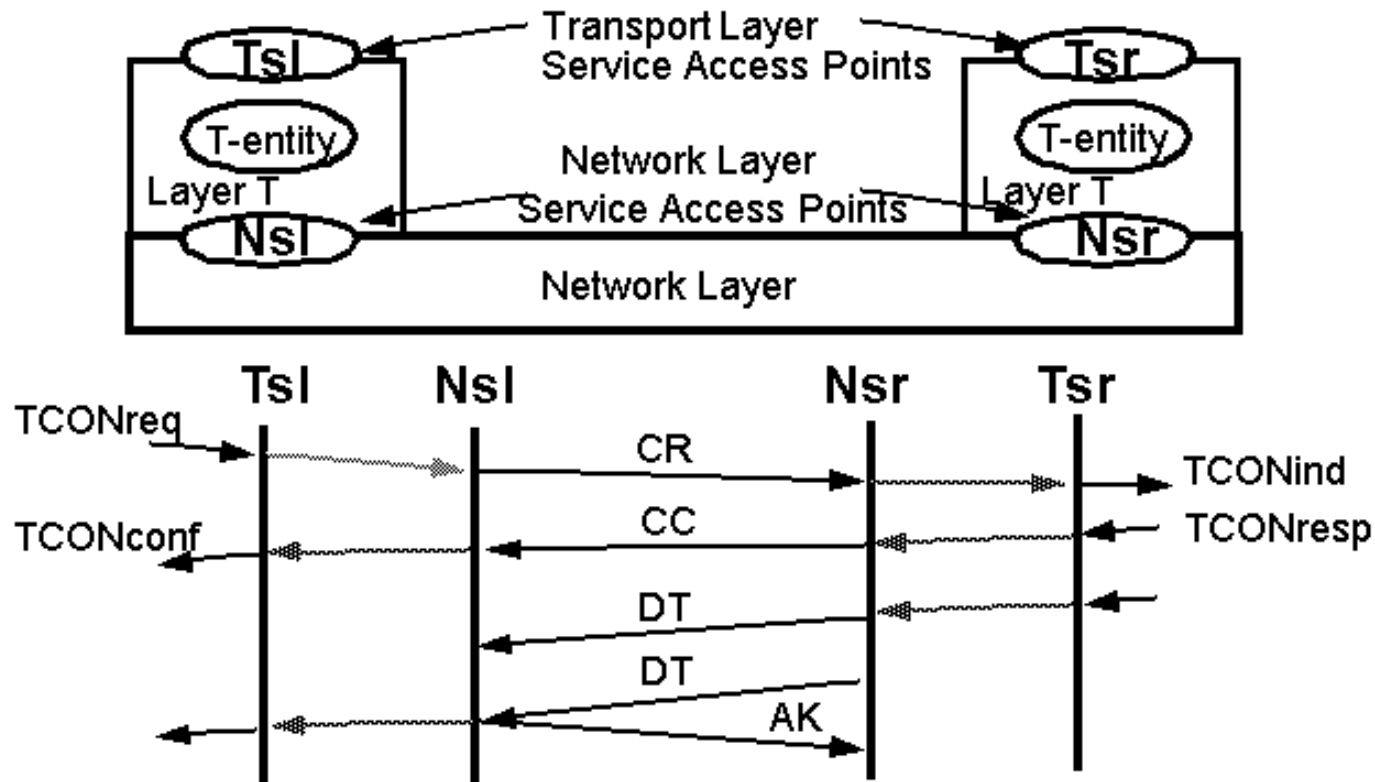 Transport Layer
Service Access Points
Tsl
Tsr
T-entity
T-entity
Network Layer
Service Access Points
Layer T
Layer T
Nsl
Nsr
Network Layer
Tsl
Nsl
Nsr
Tsr
TCONreq
CR
TCONind
TCONconf
CC
TCONresp
DT
DT
AK